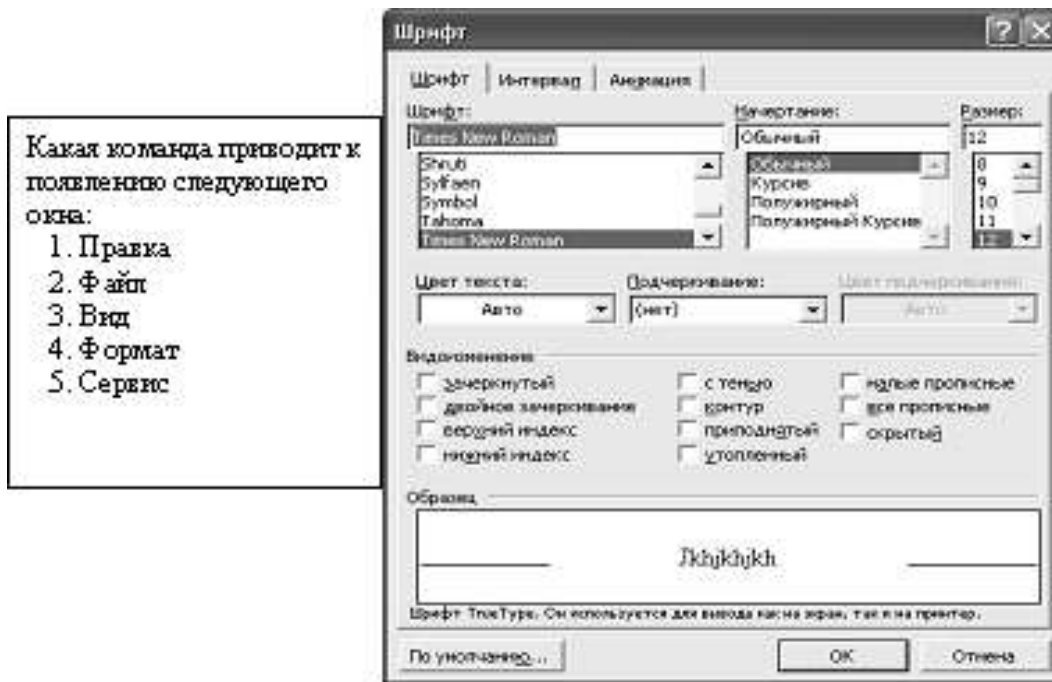 Какая команда приводит к
появлению следующего
окна:
1. Правка
2. Файл
3. Вид
4. Формат
5. Сервис
Шрифт
Шрифт Интервал Анимация
Шрифт: Начертание: Размер:
Times New Roman Обычный 12
Shruti Обычный 8
Sylfaen Курсив 9
Symbol Полужирный 10
Tahoma Полужирный Курсив 11
Times New Roman 12
Цвет текста: Подчеркивание: Цвет подчеркивания:
Авто (нет) Авто
Видоизменение
зачеркнутый с тенью малые прописные
двойное зачеркивание контур все прописные
верхний индекс приподнятый скрытый
нижний индекс утопленный
Образец
Jkhjkhjkh
Шрифт TrueType. Он используется для вывода как на экран, так и на принтер.
По умолчанию... OK Отмена